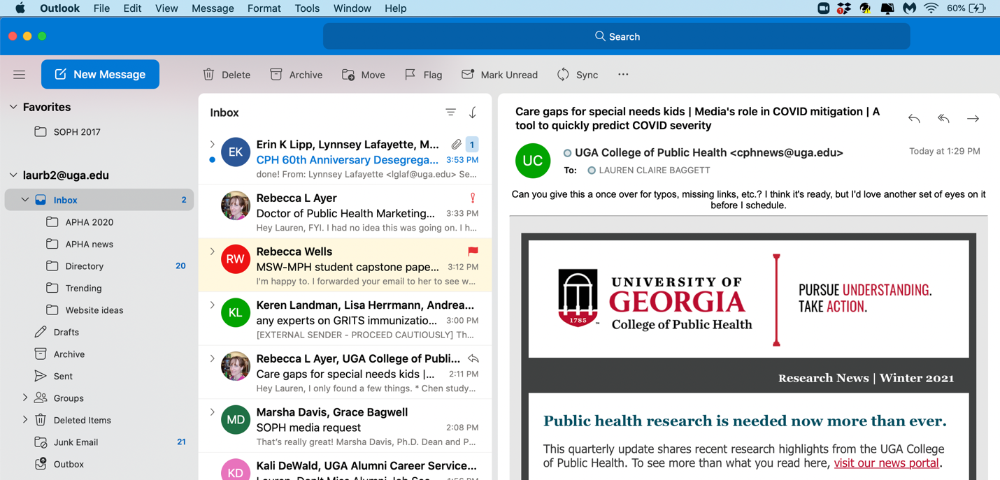 Outlook File Edit View Message Format Tools Window Help 1 60%
Search
New Message Delete Archive Move Flag Mark Unread Sync ...
Favorites
SOPH 2017
laurb2@uga.edu
Inbox 2
APHA 2020
APHA news
Directory 20
Trending
Website ideas
Drafts
Archive
Sent
Groups
Deleted Items
Junk Email 21
Outbox
Inbox
EK
Erin K Lipp, Lynnsey Lafayette, M... 1
CPH 60th Anniversary Desegrega... 3:53 PM
done! From: Lynnsey Lafayette <lglaf@uga.edu> Se...
Rebecca L Ayer
Doctor of Public Health Marketing... 3:33 PM
Hey Lauren, FYI. I had no idea this was going on. I h...
RW
Rebecca Wells
MSW-MPH student capstone pape... 3:12 PM
I'm happy to. I forwarded your email to her to see w...
KL
Keren Landman, Lisa Herrmann, Andrea...
any experts on GRITS immunizatio... 3:00 PM
[EXTERNAL SENDER - PROCEED CAUTIOUSLY] Th...
Rebecca L Ayer, UGA College of Publi...
Care gaps for special needs kids |... 2:11 PM
Hey Lauren, I only found a few things. * Chen study...
MD
Marsha Davis, Grace Bagwell
SOPH media request 2:08 PM
That's really great! Marsha Davis, Ph.D. Dean and P...
KD
Kali DeWald, UGA Alumni Career Service...
Lauren, Don't Miss Alumni Job Sea... 1:56 PM
Care gaps for special needs kids | Media's role in COVID mitigation | A
tool to quickly predict COVID severity
UC
UGA College of Public Health <cphnews@uga.edu> Today at 1:29 PM
To: LAUREN CLAIRE BAGGETT
Can you give this a once over for typos, missing links, etc.? I think it's ready, but I'd love another set of eyes on it
before I schedule.
1785
UNIVERSITY OF
GEORGIA
College of Public Health
PURSUE UNDERSTANDING.
TAKE ACTION.
Research News | Winter 2021
Public health research is needed now more than ever.
This quarterly update shares recent research highlights from the UGA College
of Public Health. To see more than what you read here, visit our news portal.